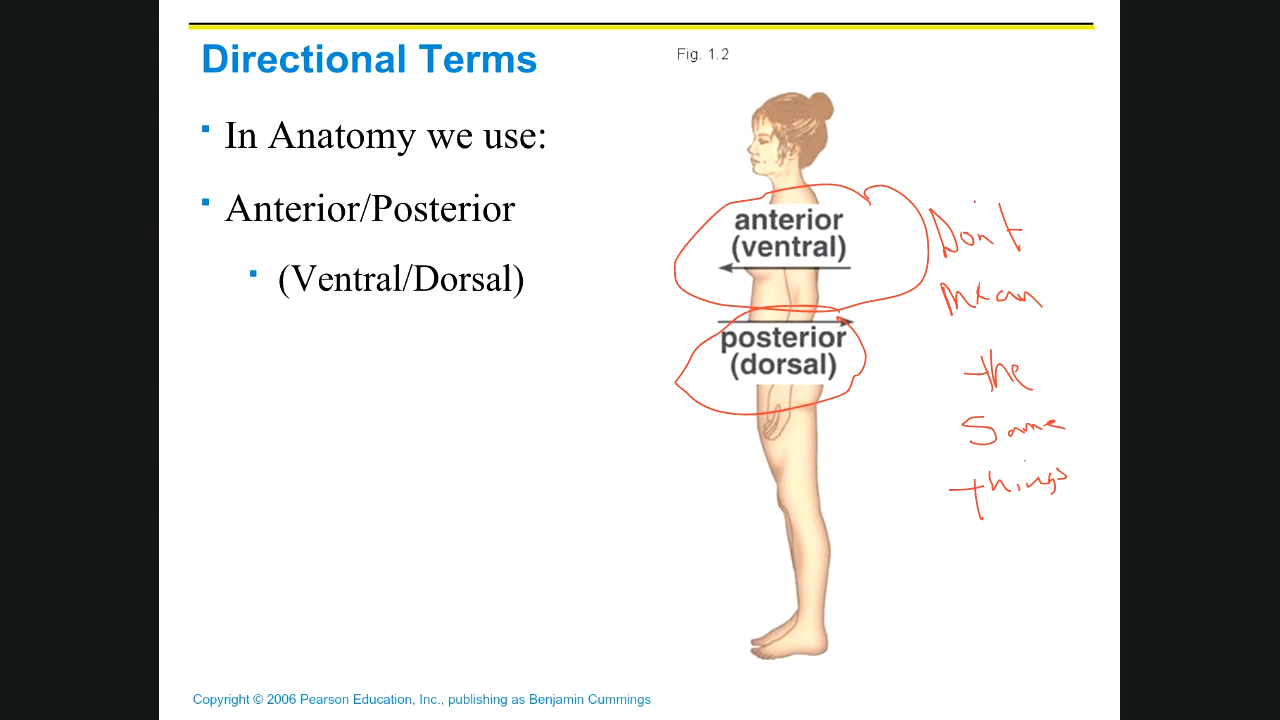 Directional Terms
Fig. 1.2
In Anatomy we use:
Anterior/Posterior
(Ventral/Dorsal)
anterior
(ventral)
posterior
(dorsal)
Don't
mean
the
same
things
Copyright © 2006 Pearson Education, Inc., publishing as Benjamin Cummings